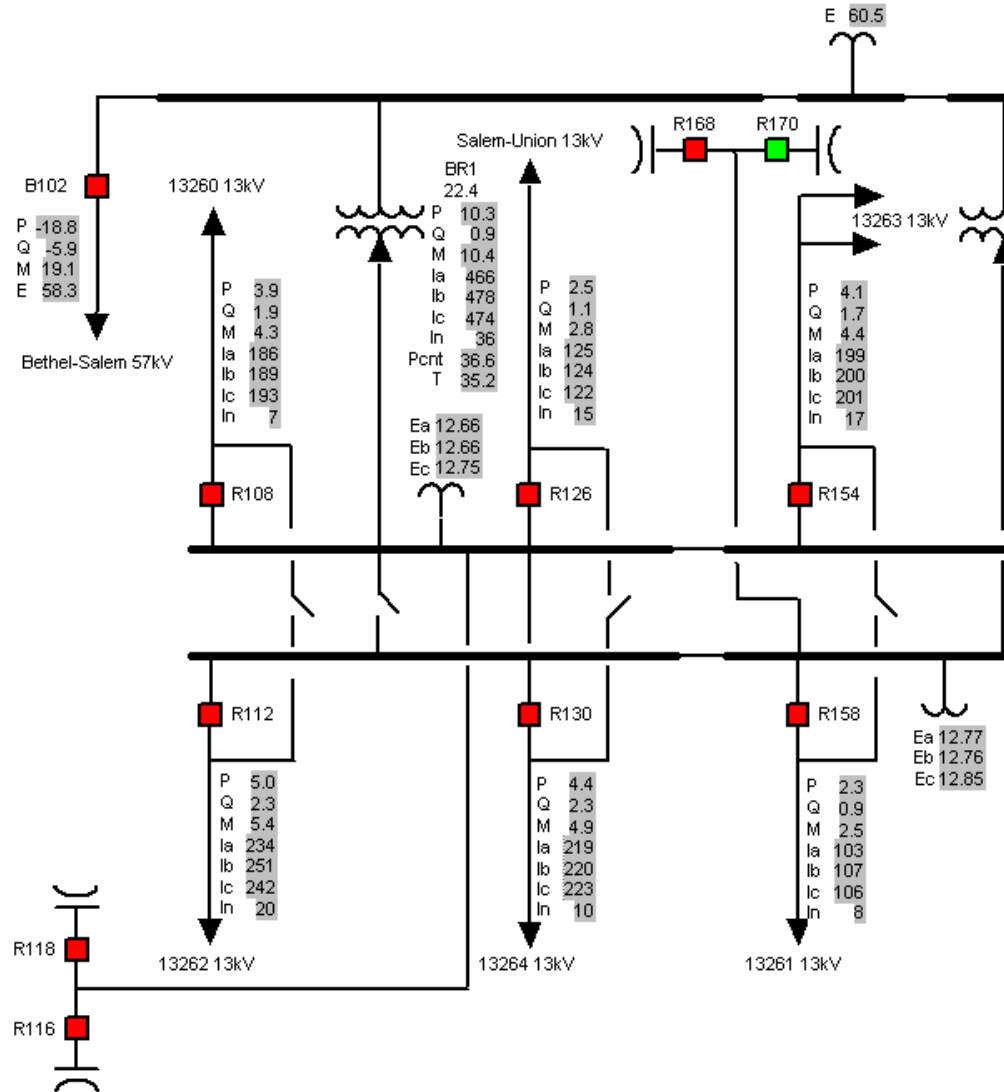 E 60.5
R168
R170
Salem-Union 13kV
B102
P -18.8
Q -5.9
M 19.1
E 58.3
Bethel-Salem 57kV
13260 13kV
P 3.9
Q 1.9
M 4.3
Ia 186
Ib 189
Ic 193
In 7
R108
BR1
22.4
P 10.3
Q 0.9
M 10.4
Ia 466
Ib 478
Ic 474
In 36
Pcnt 36.6
T 35.2
Ea 12.66
Eb 12.66
Ec 12.75
P 2.5
Q 1.1
M 2.8
Ia 125
Ib 124
Ic 122
In 15
R126
13263 13kV
P 4.1
Q 1.7
M 4.4
Ia 199
Ib 200
Ic 201
In 17
R154
R112
P 5.0
Q 2.3
M 5.4
Ia 234
Ib 251
Ic 242
In 20
13262 13kV
R130
P 4.4
Q 2.3
M 4.9
Ia 219
Ib 220
Ic 223
In 10
13264 13kV
R158
P 2.3
Q 0.9
M 2.5
Ia 103
Ib 107
Ic 106
In 8
13261 13kV
Ea 12.77
Eb 12.76
Ec 12.85
R118
R116